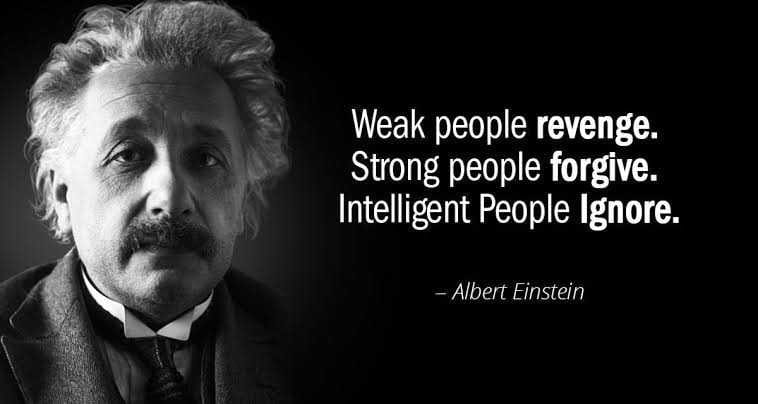 Weak people revenge.
Strong people forgive.
Intelligent People Ignore.
– Albert Einstein